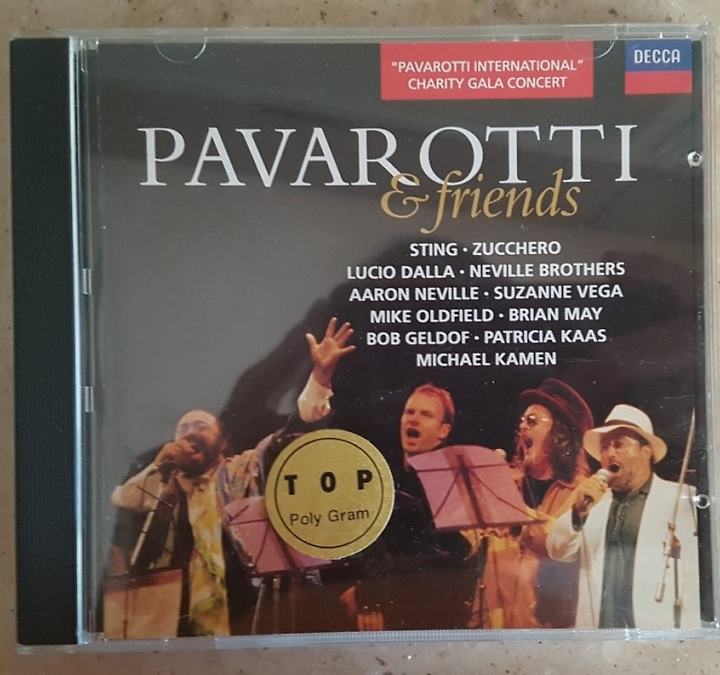 "PAVAROTTI INTERNATIONAL"
CHARITY GALA CONCERT
DECCA
PAVAROTTI
& friends
STING · ZUCCHERO
LUCIO DALLA · NEVILLE BROTHERS
AARON NEVILLE · SUZANNE VEGA
MIKE OLDFIELD · BRIAN MAY
BOB GELDOF · PATRICIA KAAS
MICHAEL KAMEN
TOP
Poly Gram